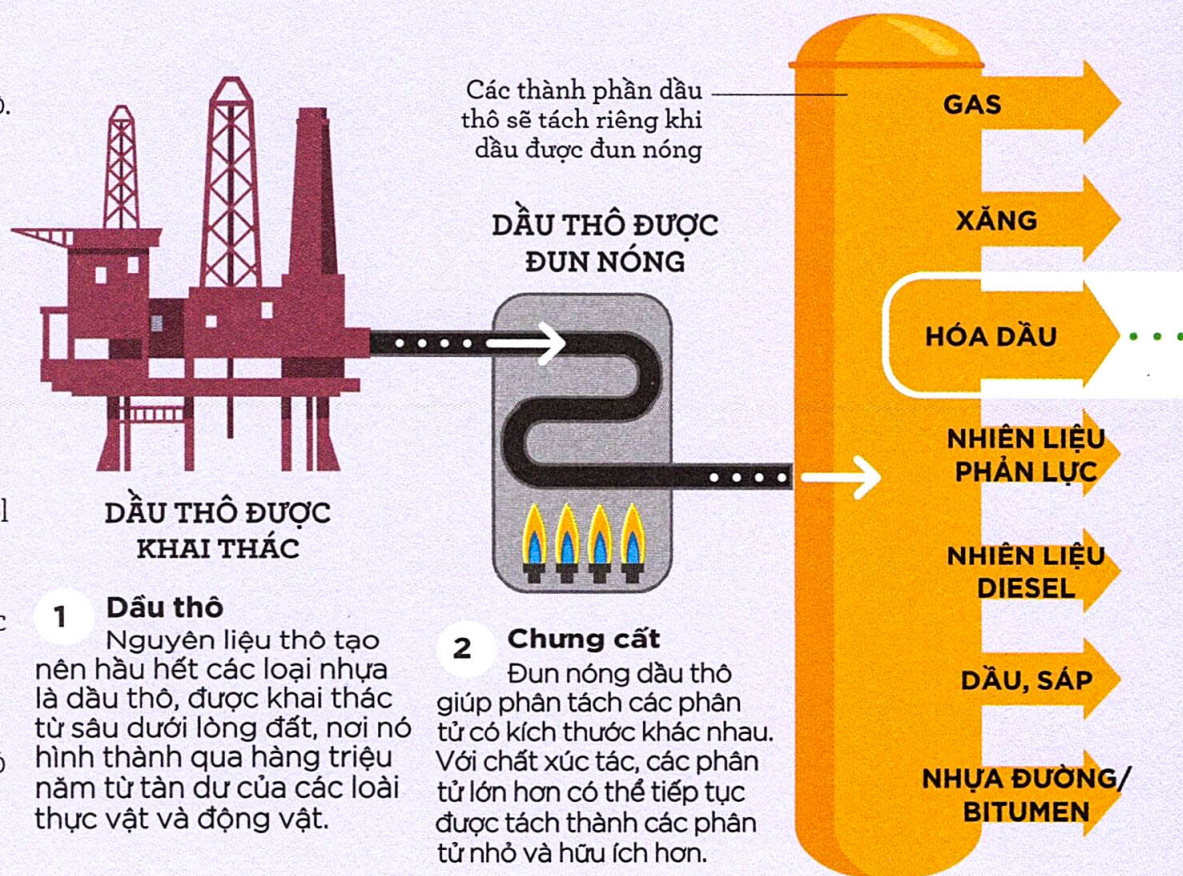 Các thành phần dầu
thô sẽ tách riêng khi
dầu được đun nóng
DẦU THÔ ĐƯỢC
ĐUN NÓNG
DẦU THÔ ĐƯỢC
KHAI THÁC
1 Dầu thô
Nguyên liệu thô tạo
nên hầu hết các loại nhựa
là dầu thô, được khai thác
từ sâu dưới lòng đất, nơi nó
hình thành qua hàng triệu
năm từ tàn dư của các loài
thực vật và động vật.
2 Chưng cất
Đun nóng dầu thô
giúp phân tách các phân
tử có kích thước khác nhau.
Với chất xúc tác, các phân
tử lớn hơn có thể tiếp tục
được tách thành các phân
tử nhỏ và hữu ích hơn.
GAS
XĂNG
HÓA DẦU
NHIÊN LIỆU
PHẢN LỰC
NHIÊN LIỆU
DIESEL
DẦU, SÁP
NHỰA ĐƯỜNG/
BITUMEN